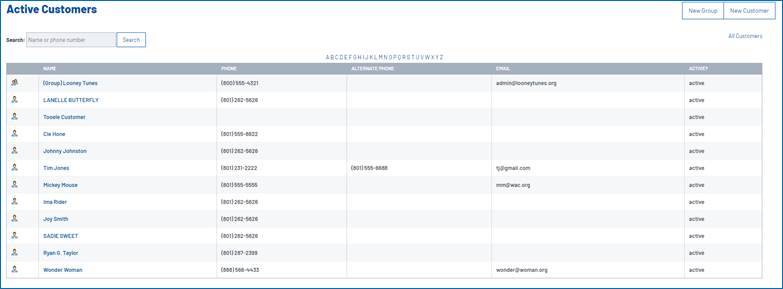 Active Customers
New Group New Customer
Search: Name or phone number Search
All Customers
A B C D E F G H I J K L M N O P Q R S T U V W X Y Z
NAME PHONE ALTERNATE PHONE EMAIL ACTIVE?
(Group) Looney Tunes (800) 555-4321 admin@looneytunes.org active
LANELLE BUTTERFLY (801) 262-5626 active
Tooele Customer active
Cie Hone (801) 555-8822 active
Johnny Johnston (801) 262-5626 active
Tim Jones (801) 231-2222 (801) 555-8888 tj@gmail.com active
Mickey Mouse (801) 555-5555 mm@wac.org active
Ima Rider (801) 262-5626 active
Joy Smith (801) 262-5626 active
SADIE SWEET (801) 262-5626 active
Ryan G. Taylor (801) 287-2399 active
Wonder Woman (888) 566-4433 wonder@woman.org active